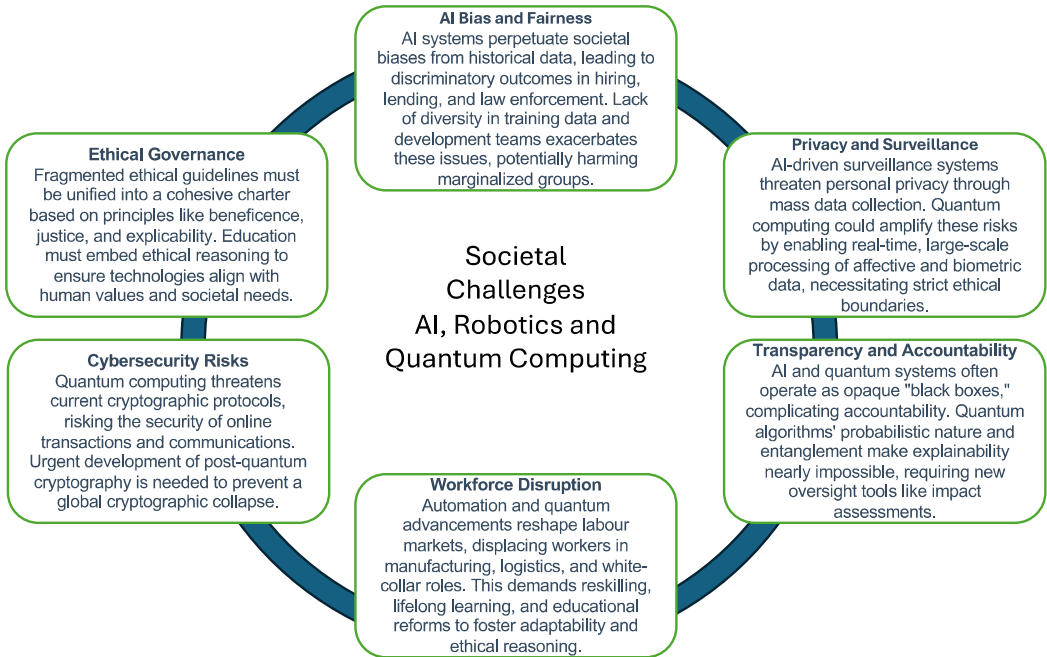 AI Bias and Fairness
AI systems perpetuate societal
biases from historical data, leading to
discriminatory outcomes in hiring,
lending, and law enforcement. Lack
of diversity in training data and
development teams exacerbates
these issues, potentially harming
marginalized groups.
Privacy and Surveillance
AI-driven surveillance systems
threaten personal privacy through
mass data collection. Quantum
computing could amplify these risks
by enabling real-time, large-scale
processing of affective and biometric
data, necessitating strict ethical
boundaries.
Transparency and Accountability
AI and quantum systems often
operate as opaque "black boxes,"
complicating accountability. Quantum
algorithms' probabilistic nature and
entanglement make explainability
nearly impossible, requiring new
oversight tools like impact
assessments.
Workforce Disruption
Automation and quantum
advancements reshape labour
markets, displacing workers in
manufacturing, logistics, and white-
collar roles. This demands reskilling,
lifelong learning, and educational
reforms to foster adaptability and
ethical reasoning.
Cybersecurity Risks
Quantum computing threatens
current cryptographic protocols,
risking the security of online
transactions and communications.
Urgent development of post-quantum
cryptography is needed to prevent a
global cryptographic collapse.
Ethical Governance
Fragmented ethical guidelines must
be unified into a cohesive charter
based on principles like beneficence,
justice, and explicability. Education
must embed ethical reasoning to
ensure technologies align with
human values and societal needs.
Societal
Challenges
AI, Robotics and
Quantum Computing